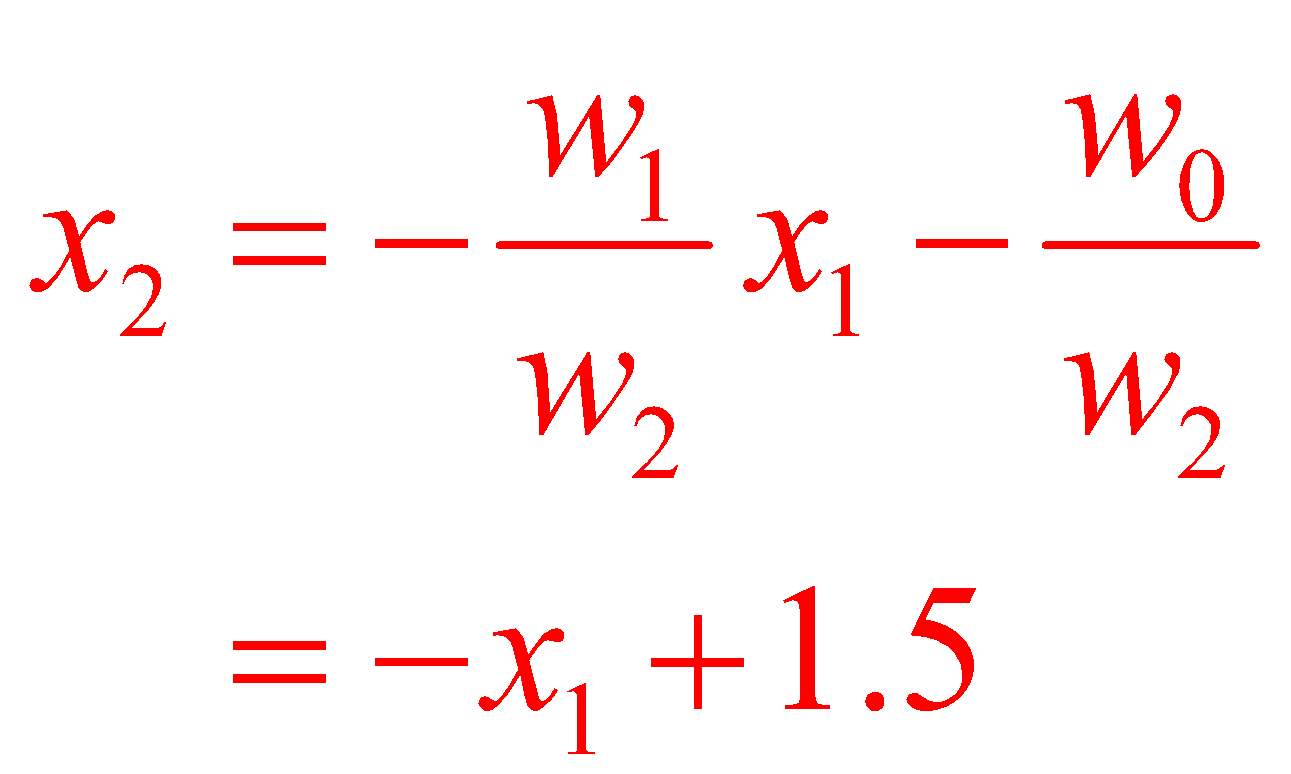 x₂ = −(w₁/w₂)x₁ − w₀/w₂
= −x₁ + 1.5